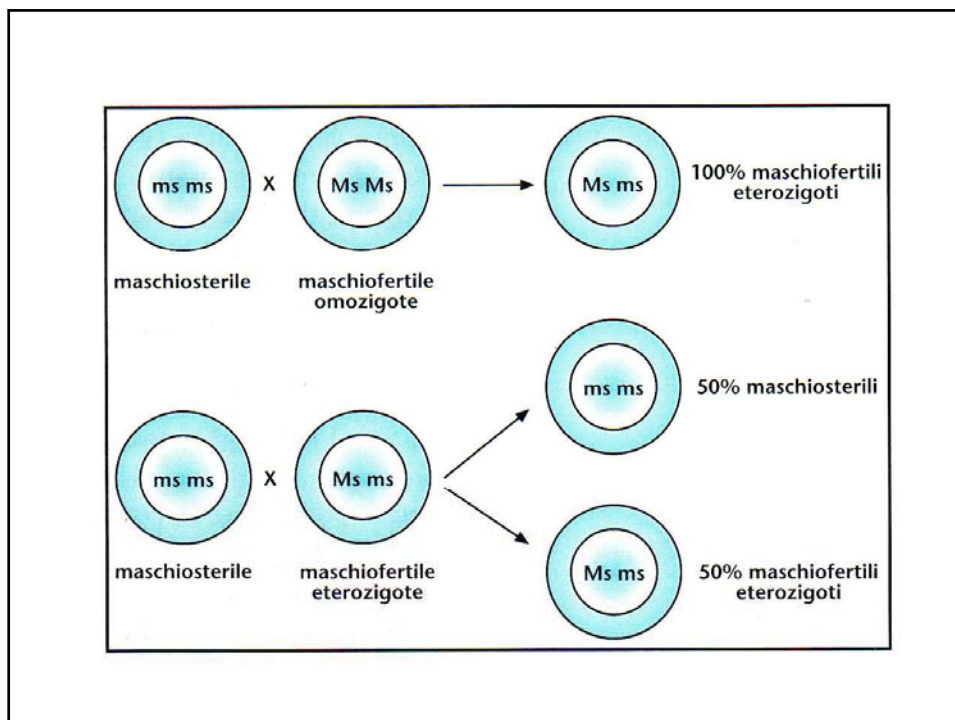 ms ms
X
Ms Ms
Ms ms
100% maschiofertili
eterozigoti
maschiosterile
maschiofertile
omozigote
ms ms
50% maschiosterili
ms ms
X
Ms ms
maschiosterile
maschiofertile
eterozigote
Ms ms
50% maschiofertili
eterozigoti